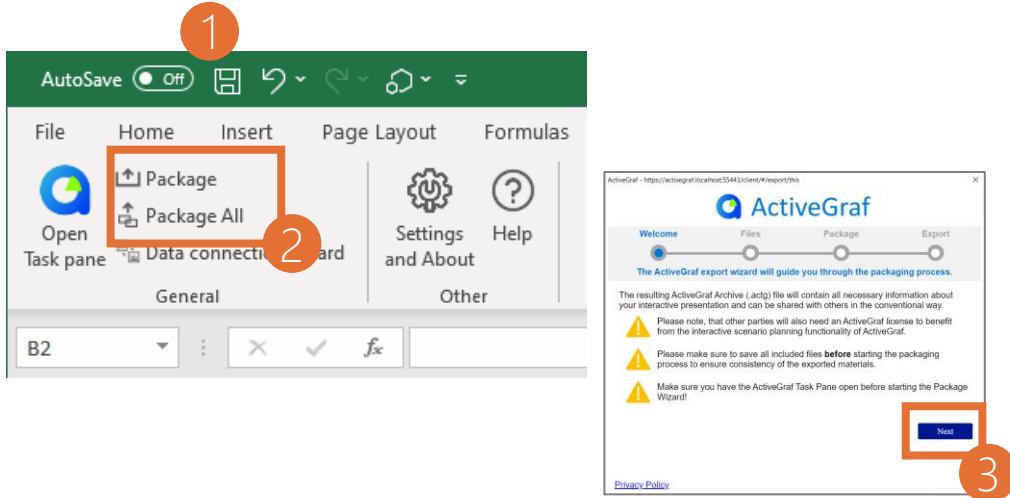 1
AutoSave Off
File Home Insert Page Layout Formulas
Package
Package All
2
Open
Task pane
Data connection
ard
Settings
and About
Help
General
Other
B2
fx
ActiveGraf - https://activegraf.localhost:55443/client/#/export/this
ActiveGraf
Welcome Files Package Export
The ActiveGraf export wizard will guide you through the packaging process.
The resulting ActiveGraf Archive (.actg) file will contain all necessary information about
your interactive presentation and can be shared with others in the conventional way.
Please note, that other parties will also need an ActiveGraf license to benefit
from the interactive scenario planning functionality of ActiveGraf.
Please make sure to save all included files before starting the packaging
process to ensure consistency of the exported materials.
Make sure you have the ActiveGraf Task Pane open before starting the Package
Wizard!
Next
3
Privacy Policy